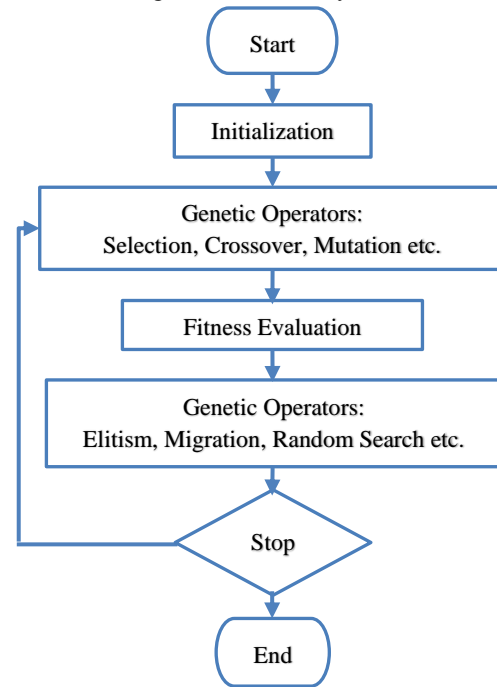 Start
Initialization
Genetic Operators:
Selection, Crossover, Mutation etc.
Fitness Evaluation
Genetic Operators:
Elitism, Migration, Random Search etc.
Stop
End